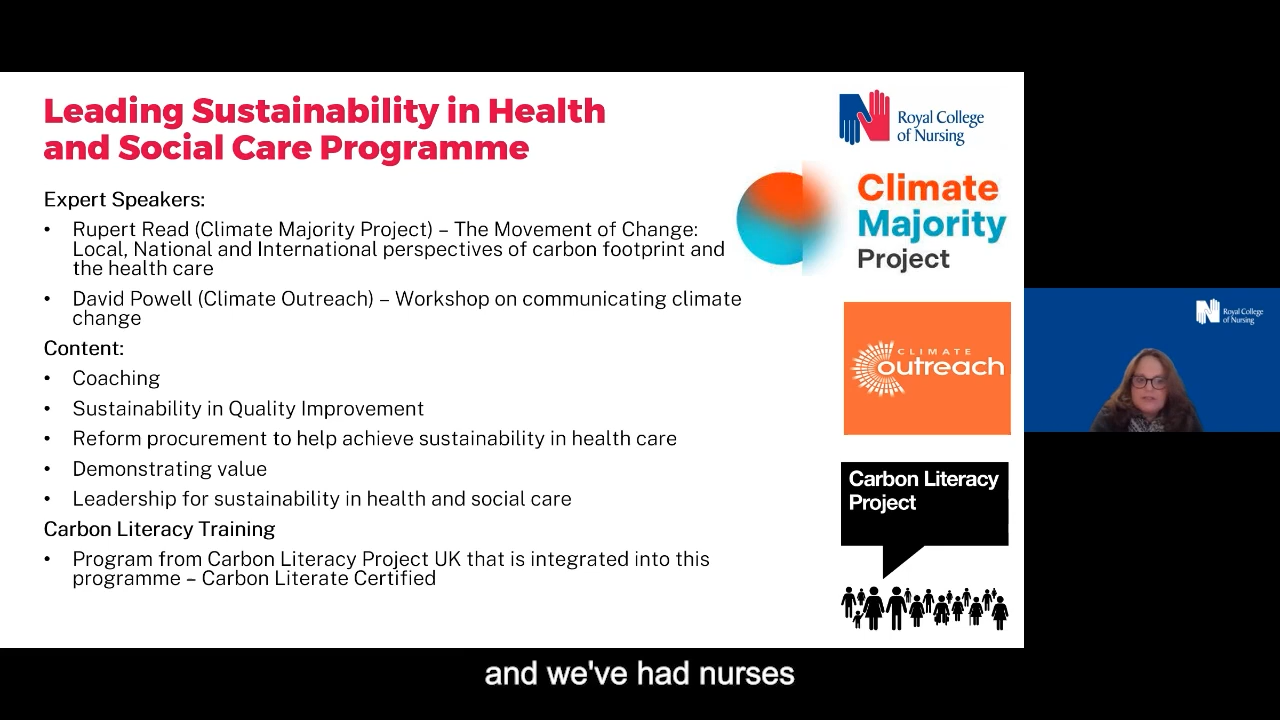 Leading Sustainability in Health
and Social Care Programme
Expert Speakers:
• Rupert Read (Climate Majority Project) – The Movement of Change:
Local, National and International perspectives of carbon footprint and
the health care
• David Powell (Climate Outreach) – Workshop on communicating climate
change
Content:
• Coaching
• Sustainability in Quality Improvement
• Reform procurement to help achieve sustainability in health care
• Demonstrating value
• Leadership for sustainability in health and social care
Carbon Literacy Training
• Program from Carbon Literacy Project UK that is integrated into this
programme – Carbon Literate Certified
Royal College
of Nursing
Climate
Majority
Project
CLIMATE
outreach
Carbon Literacy
Project
Royal College
of Nursing
and we've had nurses